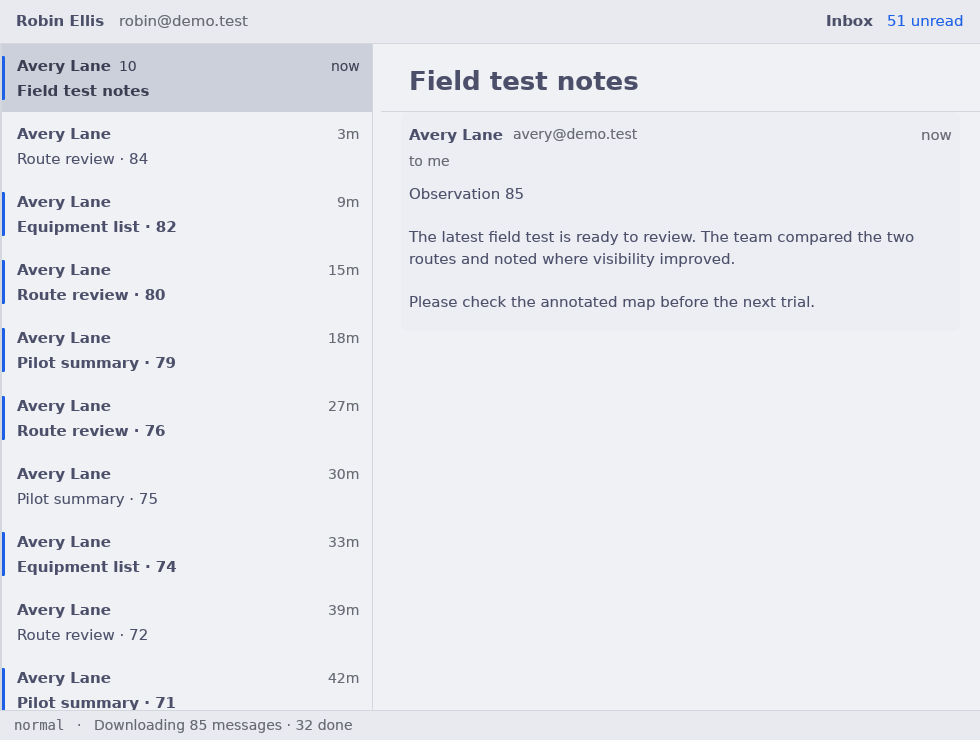 Robin Ellis robin@demo.test
Inbox 51 unread
Avery Lane 10 now
Field test notes
Avery Lane 3m
Route review · 84
Avery Lane 9m
Equipment list · 82
Avery Lane 15m
Route review · 80
Avery Lane 18m
Pilot summary · 79
Avery Lane 27m
Route review · 76
Avery Lane 30m
Pilot summary · 75
Avery Lane 33m
Equipment list · 74
Avery Lane 39m
Route review · 72
Avery Lane 42m
Pilot summary · 71
Field test notes
Avery Lane avery@demo.test now
to me
Observation 85
The latest field test is ready to review. The team compared the two
routes and noted where visibility improved.
Please check the annotated map before the next trial.
normal · Downloading 85 messages · 32 done